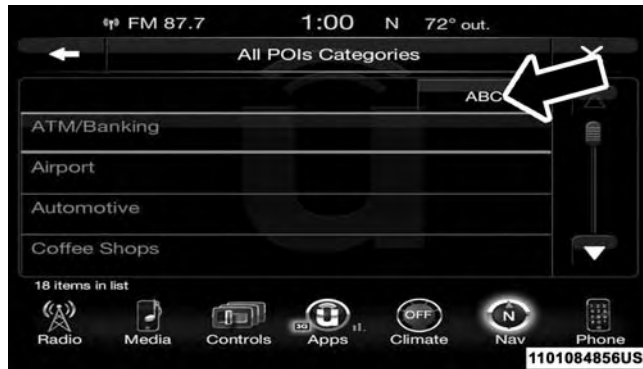 FM 87.7 1:00 N 72° out.
All POIs Categories
ABC
ATM/Banking
Airport
Automotive
Coffee Shops
18 items in list
3G
OFF
N
Radio Media Controls Apps Climate Nav Phone
1101084856US